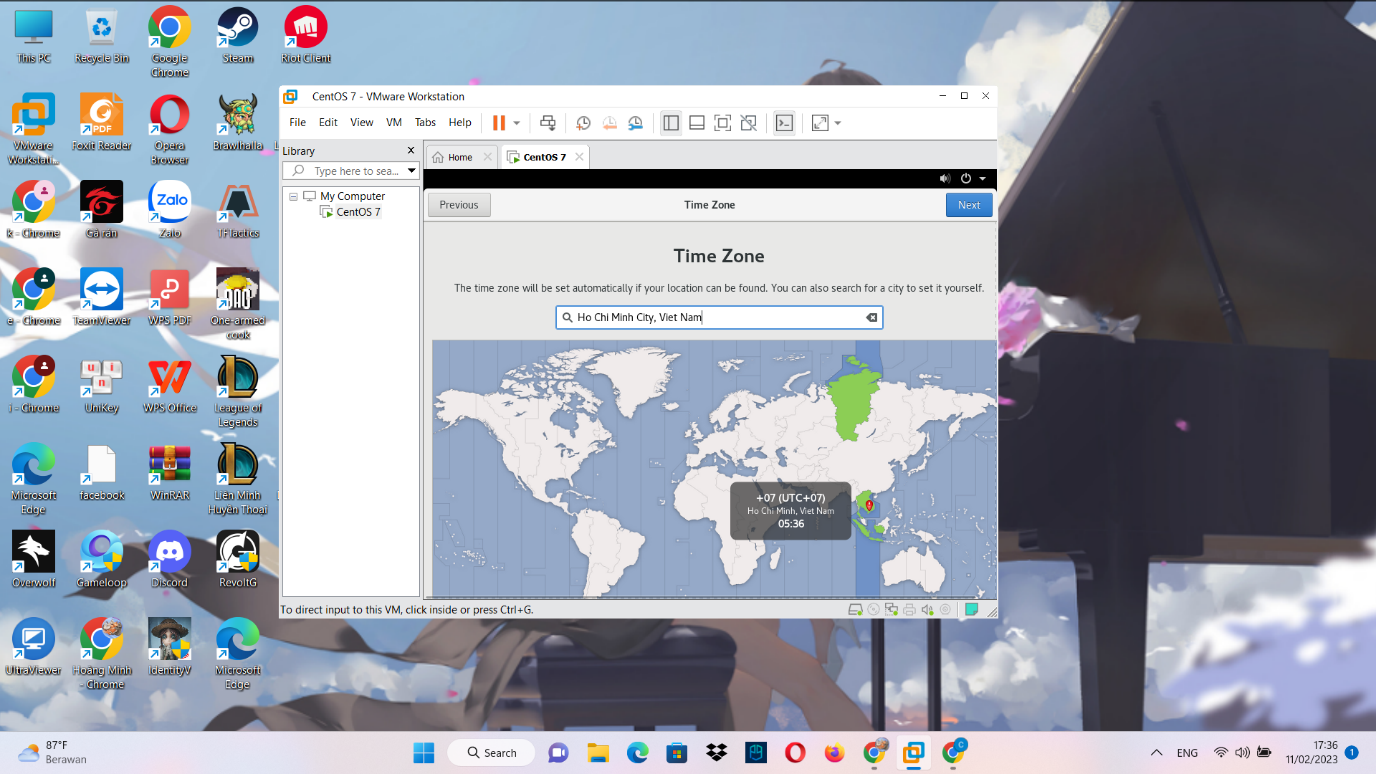 This PC
Recycle Bin
Google
Chrome
Steam
Riot Client
VMware
Workstati...
Foxit Reader
Opera
Browser
Brawlhalla
k - Chrome
Gà rán
Zalo
TFTactics
e - Chrome
TeamViewer
WPS PDF
One-armed
cook
i - Chrome
UniKey
WPS Office
League of
Legends
Microsoft
Edge
facebook
WinRAR
Liên Minh
Huyền Thoại
Overwolf
Gameloop
Discord
RevoltG
UltraViewer
Hoàng Minh
- Chrome
IdentityV
Microsoft
Edge
CentOS 7 - VMware Workstation
File Edit View VM Tabs Help
Library
Type here to sea...
My Computer
CentOS 7
Home
CentOS 7
Previous
Time Zone
Next
Time Zone
The time zone will be set automatically if your location can be found. You can also search for a city to set it yourself.
Ho Chi Minh City, Viet Nam
+07 (UTC+07)
Ho Chi Minh, Viet Nam
05:36
To direct input to this VM, click inside or press Ctrl+G.
87°F
Berawan
Search
ENG
17:36
11/02/2023
1